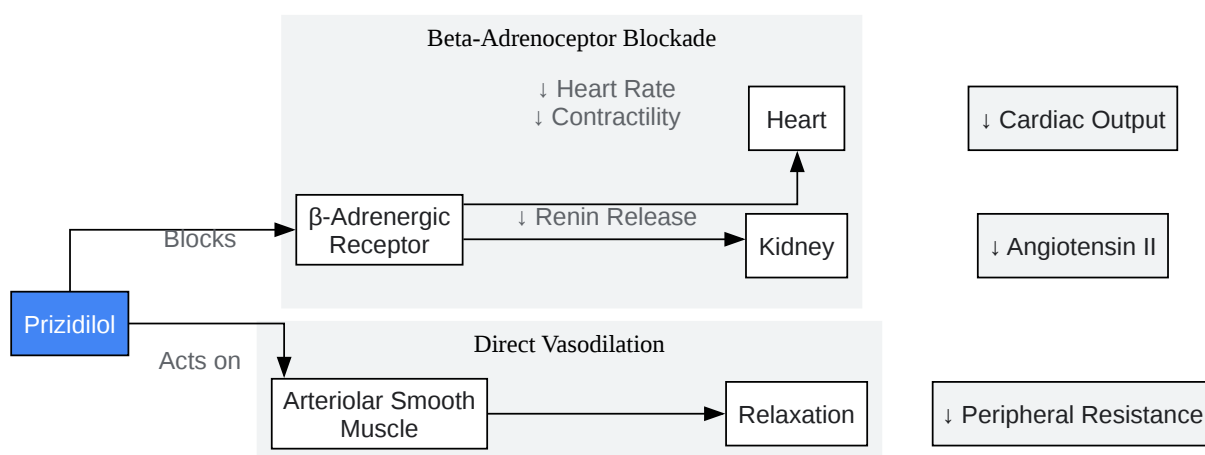 Beta-Adrenoceptor Blockade
↓ Heart Rate
↓ Contractility
Heart
↓ Cardiac Output
β-Adrenergic
Receptor
↓ Renin Release
Blocks
Kidney
↓ Angiotensin II
Prizidilol
Direct Vasodilation
Acts on
Arteriolar Smooth
Muscle
Relaxation
↓ Peripheral Resistance